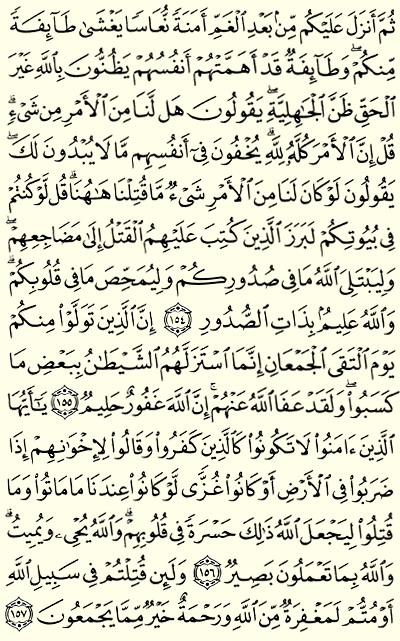 ثُمَّ أَنزَلَ عَلَيْكُم مِّنۢ بَعْدِ ٱلْغَمِّ أَمَنَةً نُّعَاسًا يَغْشَىٰ طَآئِفَةً
مِّنكُمْ ۖ وَطَآئِفَةٌ قَدْ أَهَمَّتْهُمْ أَنفُسُهُمْ يَظُنُّونَ بِٱللَّهِ غَيْرَ
ٱلْحَقِّ ظَنَّ ٱلْجَٰهِلِيَّةِ ۖ يَقُولُونَ هَل لَّنَا مِنَ ٱلْأَمْرِ مِن شَىْءٍ ۗ
قُلْ إِنَّ ٱلْأَمْرَ كُلَّهُۥ لِلَّهِ ۗ يُخْفُونَ فِىٓ أَنفُسِهِم مَّا لَا يُبْدُونَ لَكَ ۖ
يَقُولُونَ لَوْ كَانَ لَنَا مِنَ ٱلْأَمْرِ شَىْءٌ مَّا قُتِلْنَا هَٰهُنَا ۗ قُل لَّوْ كُنتُمْ
فِى بُيُوتِكُمْ لَبَرَزَ ٱلَّذِينَ كُتِبَ عَلَيْهِمُ ٱلْقَتْلُ إِلَىٰ مَضَاجِعِهِمْ ۖ
وَلِيَبْتَلِىَ ٱللَّهُ مَا فِى صُدُورِكُمْ وَلِيُمَحِّصَ مَا فِى قُلُوبِكُمْ ۗ
وَٱللَّهُ عَلِيمٌۢ بِذَاتِ ٱلصُّدُورِ ١٥٤ إِنَّ ٱلَّذِينَ تَوَلَّوْا۟ مِنكُمْ
يَوْمَ ٱلْتَقَى ٱلْجَمْعَانِ إِنَّمَا ٱسْتَزَلَّهُمُ ٱلشَّيْطَٰنُ بِبَعْضِ مَا
كَسَبُوا۟ ۖ وَلَقَدْ عَفَا ٱللَّهُ عَنْهُمْ ۗ إِنَّ ٱللَّهَ غَفُورٌ حَلِيمٌ ١٥٥ يَٰٓأَيُّهَا
ٱلَّذِينَ ءَامَنُوا۟ لَا تَكُونُوا۟ كَٱلَّذِينَ كَفَرُوا۟ وَقَالُوا۟ لِإِخْوَٰنِهِمْ إِذَا
ضَرَبُوا۟ فِى ٱلْأَرْضِ أَوْ كَانُوا۟ غُزًّى لَّوْ كَانُوا۟ عِندَنَا مَا مَاتُوا۟ وَمَا
قُتِلُوا۟ لِيَجْعَلَ ٱللَّهُ ذَٰلِكَ حَسْرَةً فِى قُلُوبِهِمْ ۗ وَٱللَّهُ يُحْىِۦ وَيُمِيتُ ۗ
وَٱللَّهُ بِمَا تَعْمَلُونَ بَصِيرٌ ١٥٦ وَلَئِن قُتِلْتُمْ فِى سَبِيلِ ٱللَّهِ
أَوْ مُتُّمْ لَمَغْفِرَةٌ مِّنَ ٱللَّهِ وَرَحْمَةٌ خَيْرٌ مِّمَّا يَجْمَعُونَ ١٥٧